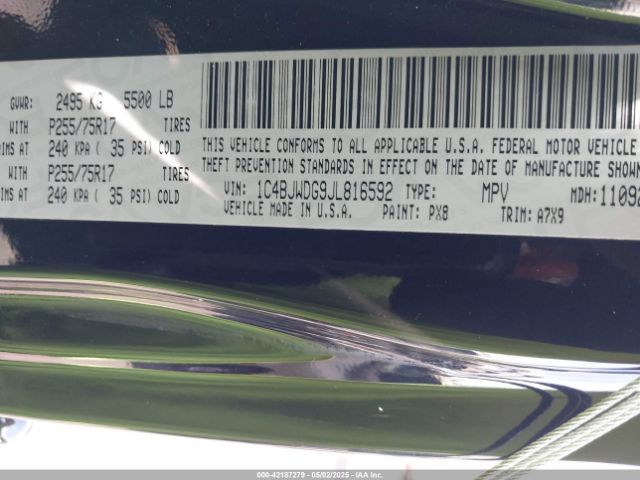 GVWR: 2495 KG 5500 LB
WITH P255/75R17 TIRES
RIMS AT 240 KPA ( 35 PSI) COLD
WITH P255/75R17 TIRES
RIMS AT 240 KPA ( 35 PSI) COLD
THIS VEHICLE CONFORMS TO ALL APPLICABLE U.S.A. FEDERAL MOTOR VEHICLE
THEFT PREVENTION STANDARDS IN EFFECT ON THE DATE OF MANUFACTURE SHOWN
VIN: 1C4BJWDG9JL816592 TYPE: MPV MDH: 11092
VEHICLE MADE IN U.S.A. PAINT: PX8 TRIM: A7X9
000-42187279 - 05/02/2025 - IAA Inc.